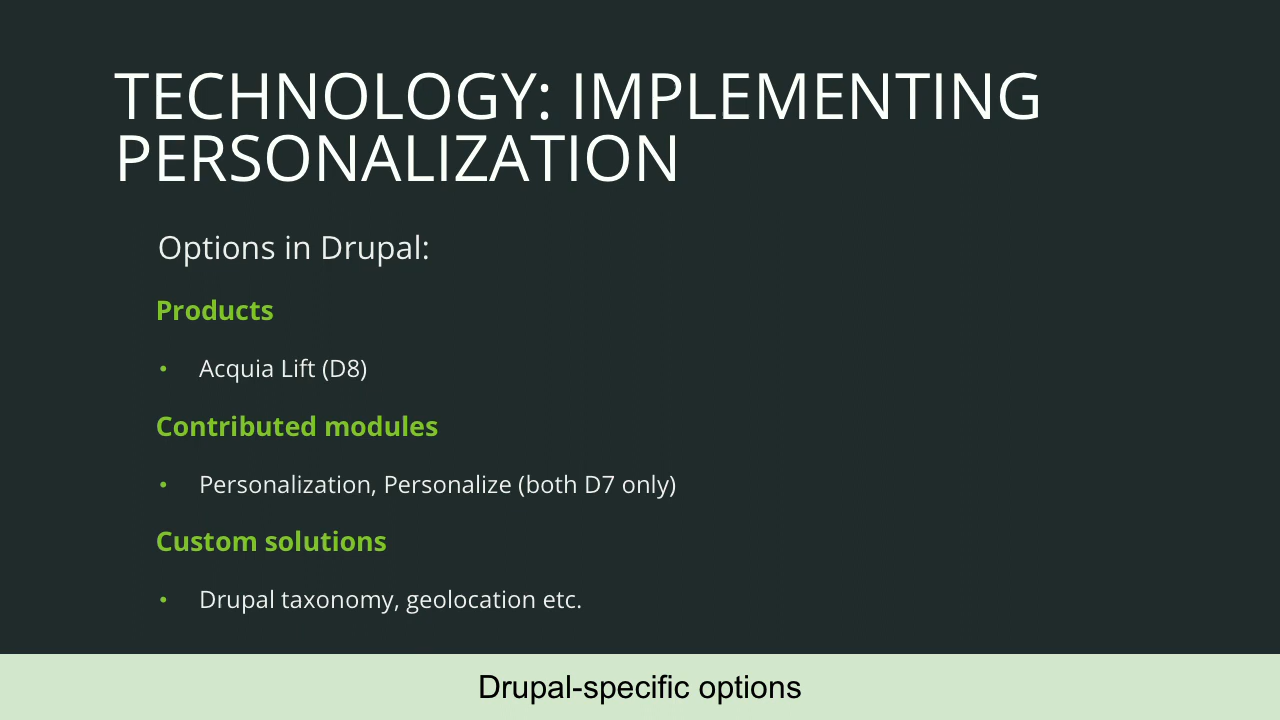 TECHNOLOGY: IMPLEMENTING
PERSONALIZATION
Options in Drupal:
Products
• Acquia Lift (D8)
Contributed modules
• Personalization, Personalize (both D7 only)
Custom solutions
• Drupal taxonomy, geolocation etc.
Drupal-specific options